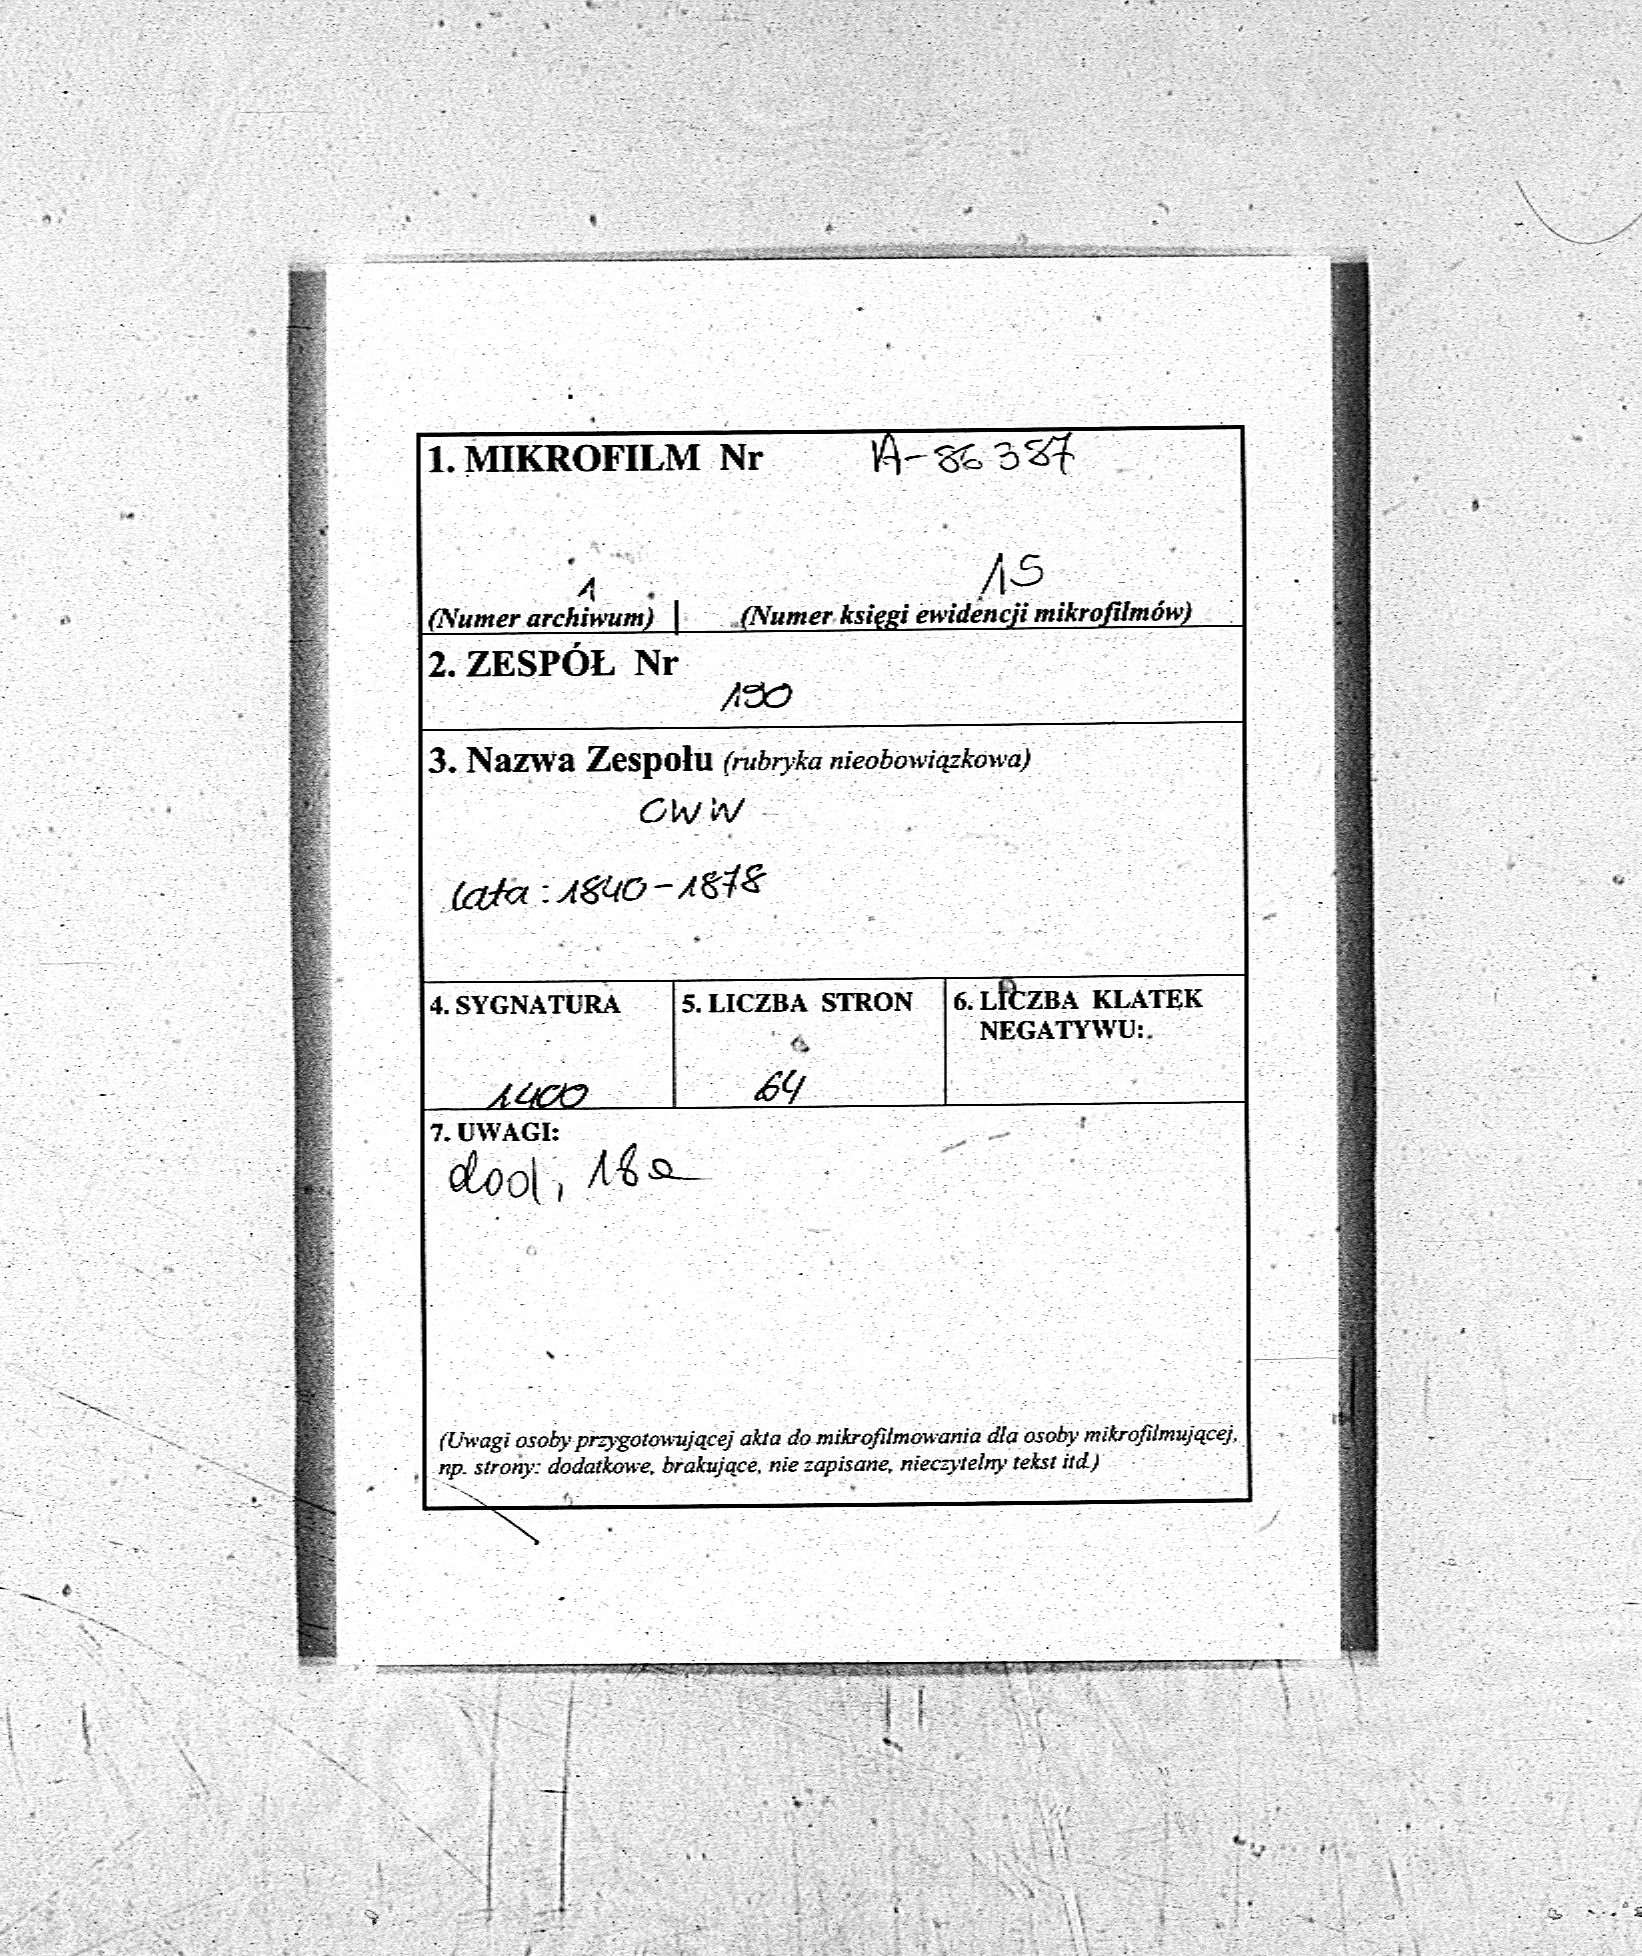 1. MIKROFILM Nr A-86387
1 15
(Numer archiwum) | (Numer księgi ewidencji mikrofilmów)
2. ZESPÓŁ Nr
190
3. Nazwa Zespołu (rubryka nieobowiązkowa)
CWW
lata: 1840-1878
4. SYGNATURA
1400
5. LICZBA STRON
64
6. LICZBA KLATEK
NEGATYWU:
7. UWAGI:
dod, 18a
(Uwagi osoby przygotowującej akta do mikrofilmowania dla osoby mikrofilmującej,
np. strony: dodatkowe, brakujące, nie zapisane, nieczytelny tekst itd.)